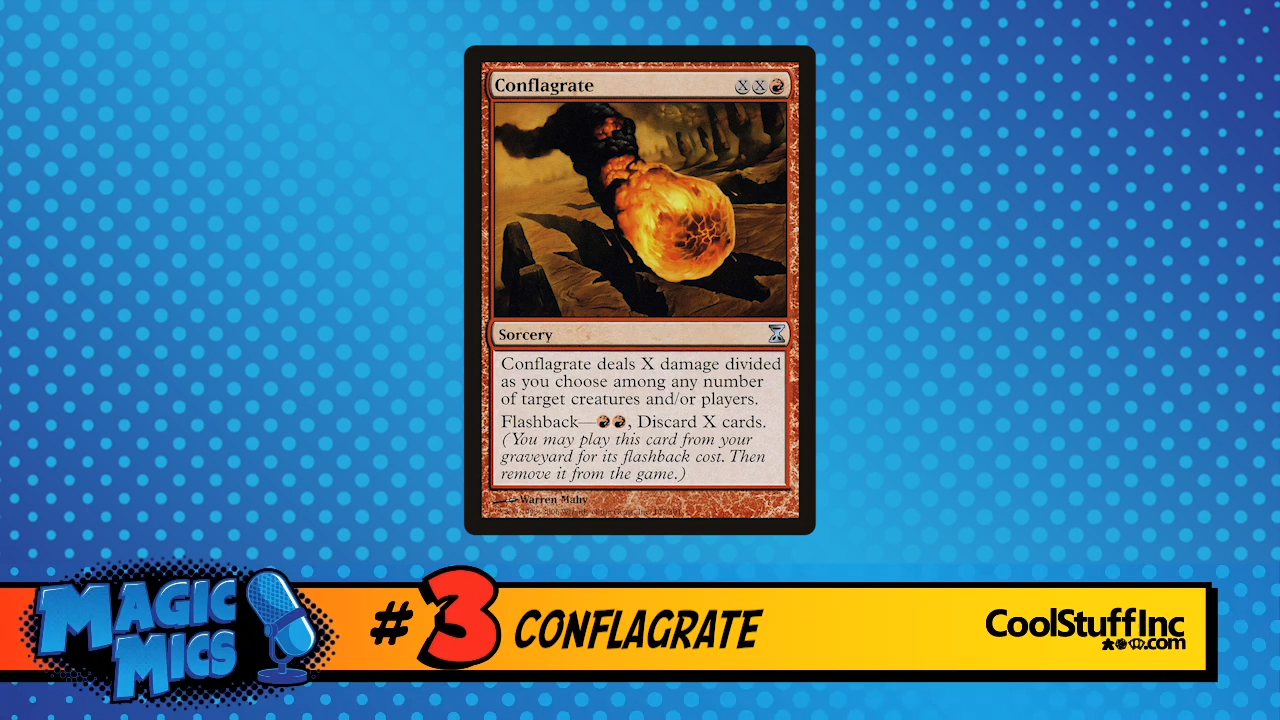 Conflagrate XXR
Sorcery
Conflagrate deals X damage divided
as you choose among any number
of target creatures and/or players.
Flashback—, Discard X cards.
(You may play this card from your
graveyard for its flashback cost. Then
remove it from the game.)
Warren Mahy
MAGIC
MICS
#3 CONFLAGRATE
CoolStuffInc
.com